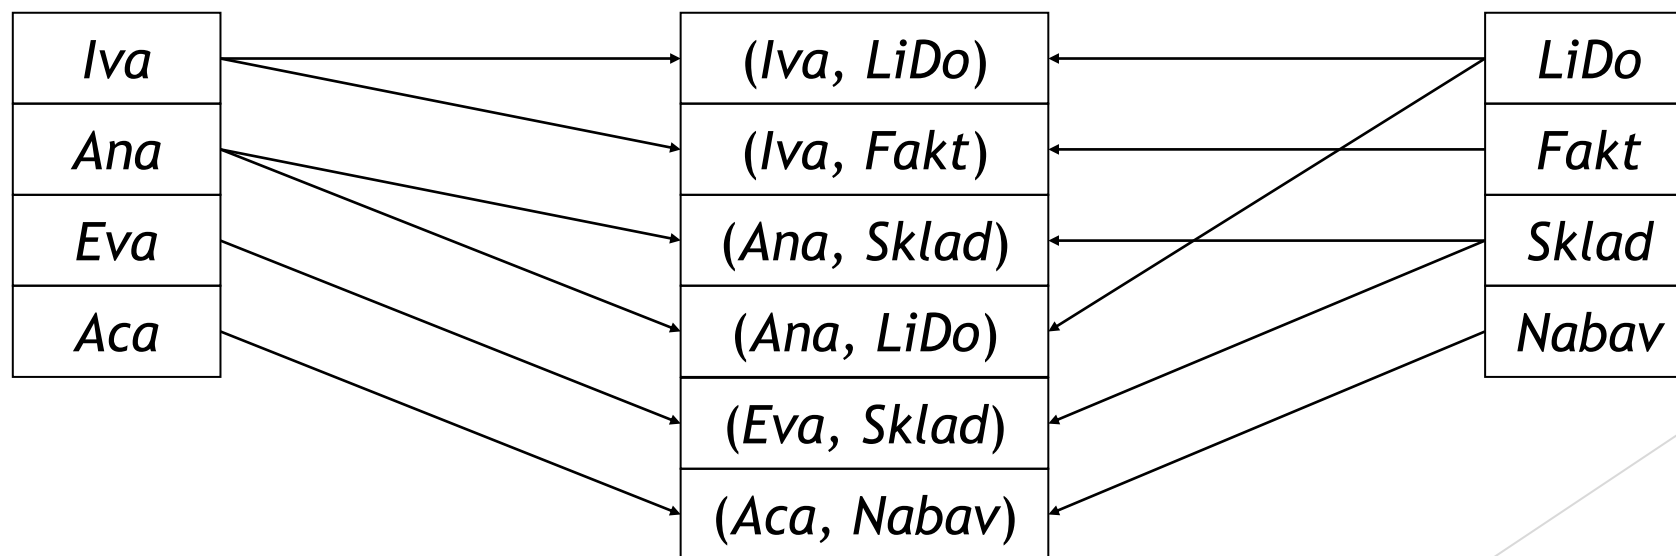 Iva (Iva, LiDo) LiDo
Ana (Iva, Fakt) Fakt
Eva (Ana, Sklad) Sklad
Aca (Ana, LiDo) Nabav
(Eva, Sklad)
(Aca, Nabav)